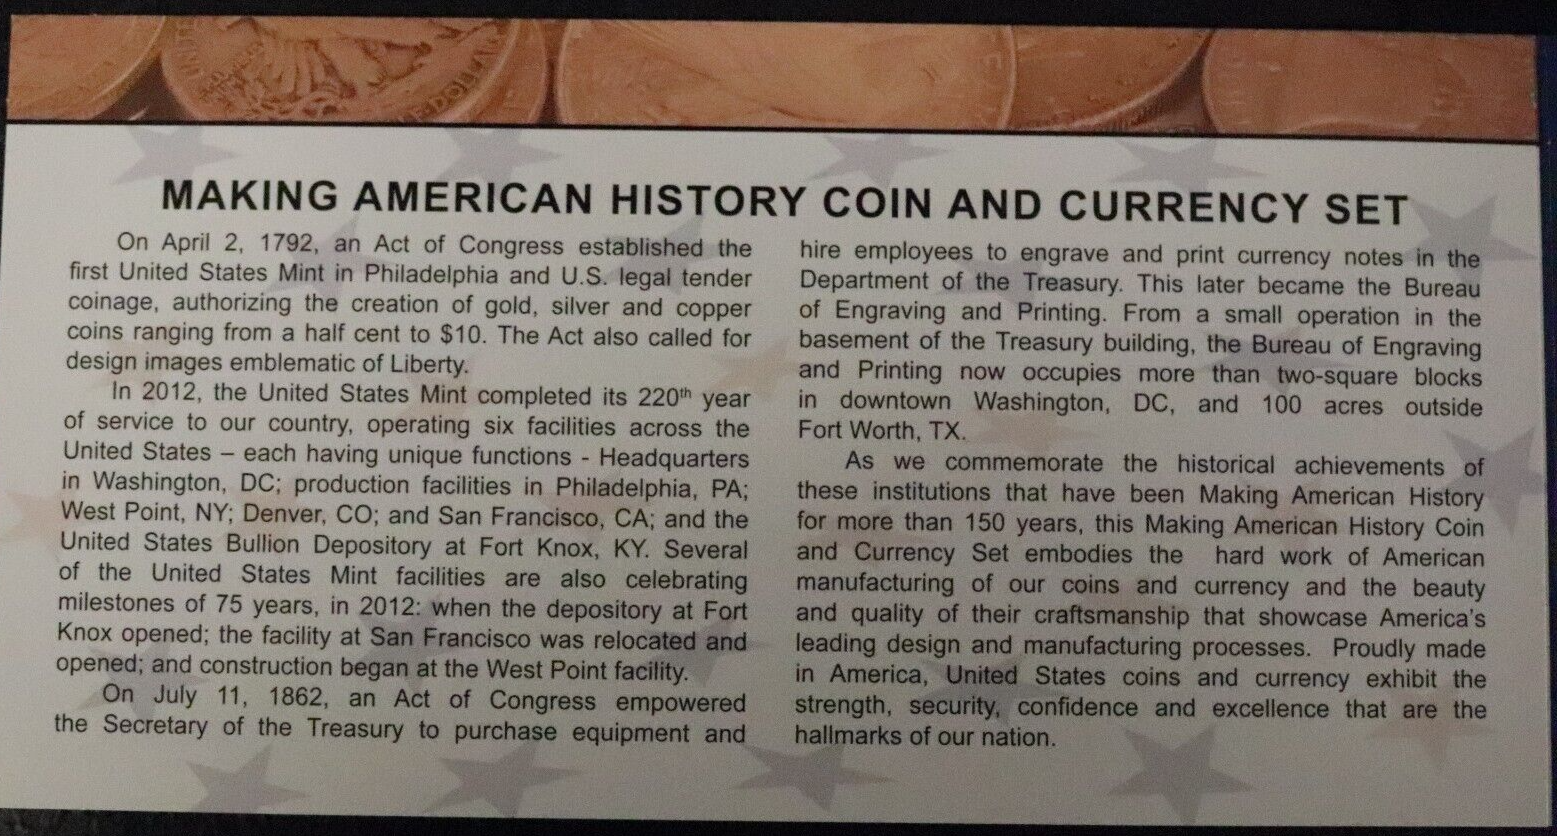 MAKING AMERICAN HISTORY COIN AND CURRENCY SET
On April 2, 1792, an Act of Congress established the
first United States Mint in Philadelphia and U.S. legal tender
coinage, authorizing the creation of gold, silver and copper
coins ranging from a half cent to $10. The Act also called for
design images emblematic of Liberty.
In 2012, the United States Mint completed its 220th year
of service to our country, operating six facilities across the
United States – each having unique functions - Headquarters
in Washington, DC; production facilities in Philadelphia, PA;
West Point, NY; Denver, CO; and San Francisco, CA; and the
United States Bullion Depository at Fort Knox, KY. Several
of the United States Mint facilities are also celebrating
milestones of 75 years, in 2012: when the depository at Fort
Knox opened; the facility at San Francisco was relocated and
opened; and construction began at the West Point facility.
On July 11, 1862, an Act of Congress empowered
the Secretary of the Treasury to purchase equipment and
hire employees to engrave and print currency notes in the
Department of the Treasury. This later became the Bureau
of Engraving and Printing. From a small operation in the
basement of the Treasury building, the Bureau of Engraving
and Printing now occupies more than two-square blocks
in downtown Washington, DC, and 100 acres outside
Fort Worth, TX.
As we commemorate the historical achievements of
these institutions that have been Making American History
for more than 150 years, this Making American History Coin
and Currency Set embodies the hard work of American
manufacturing of our coins and currency and the beauty
and quality of their craftsmanship that showcase America's
leading design and manufacturing processes. Proudly made
in America, United States coins and currency exhibit the
strength, security, confidence and excellence that are the
hallmarks of our nation.